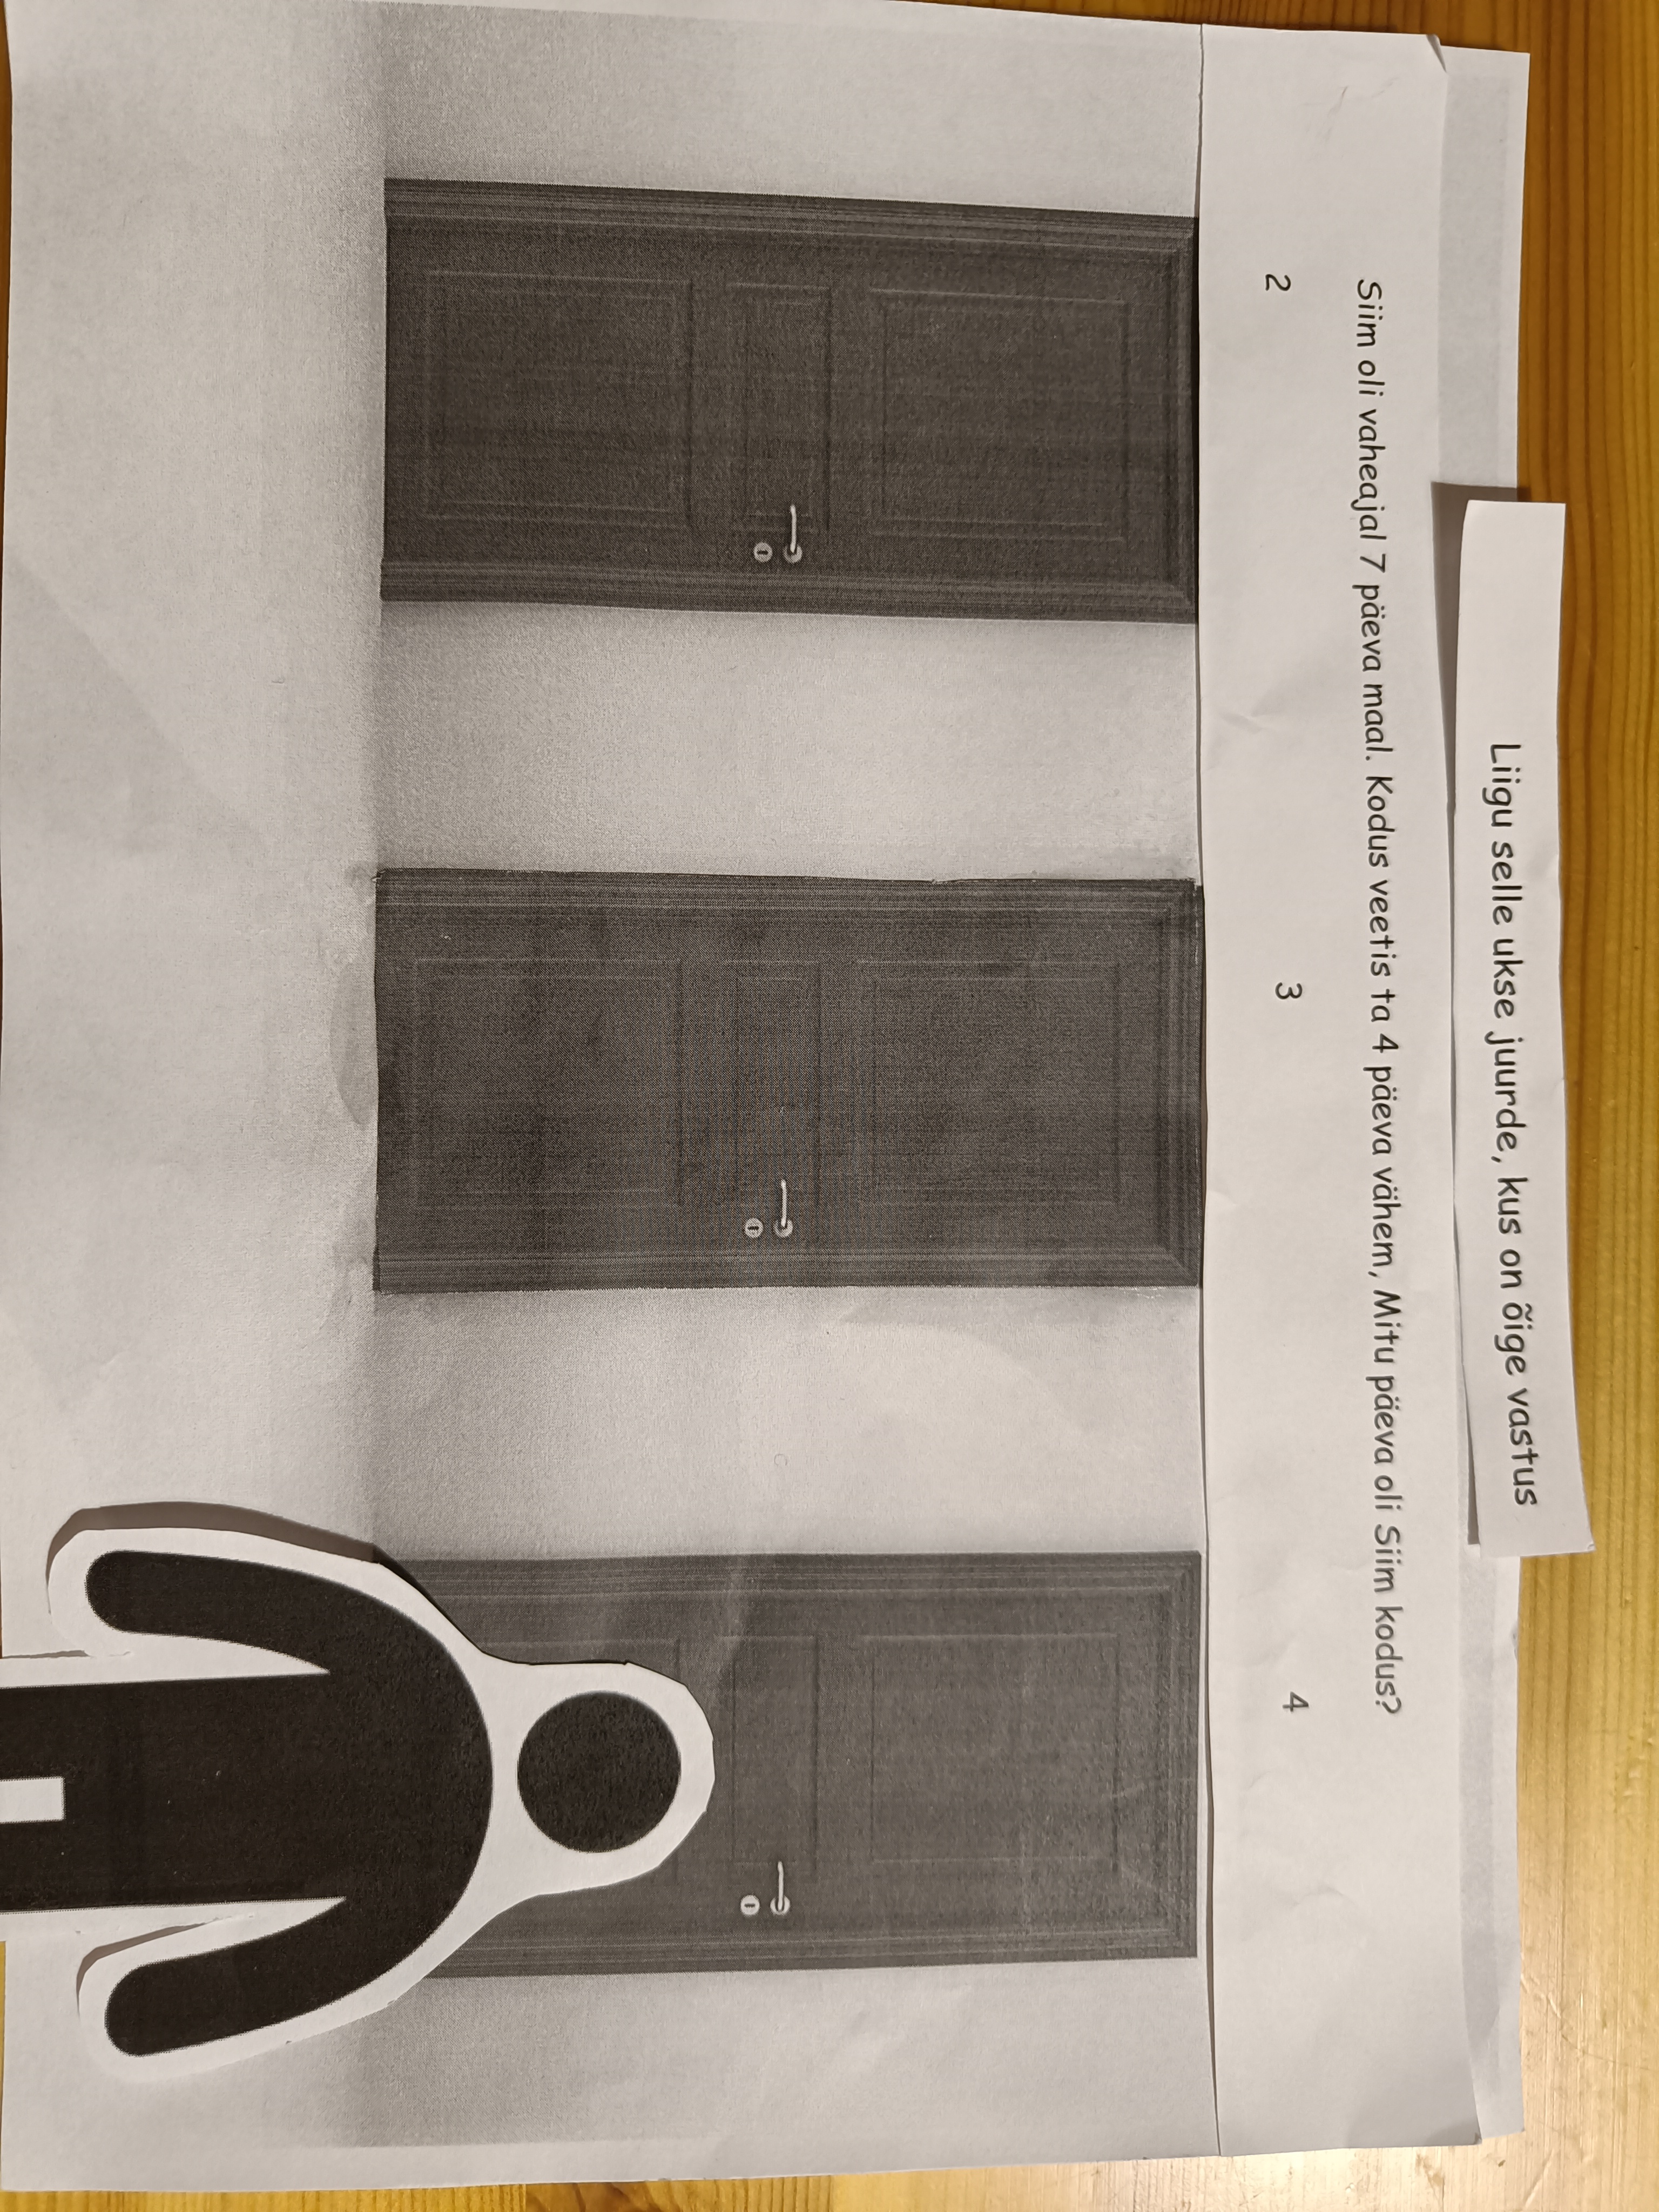 Liigu selle ukse juurde, kus on õige vastus
Siim oli vaheajal 7 päeva maal. Kodus veetis ta 4 päeva vähem, Mitu päeva oli Siim kodus?
2 3 4